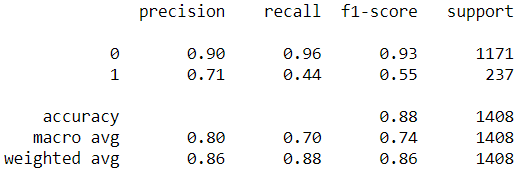 precision recall f1-score support
0 0.90 0.96 0.93 1171
1 0.71 0.44 0.55 237
accuracy 0.88 1408
macro avg 0.80 0.70 0.74 1408
weighted avg 0.86 0.88 0.86 1408